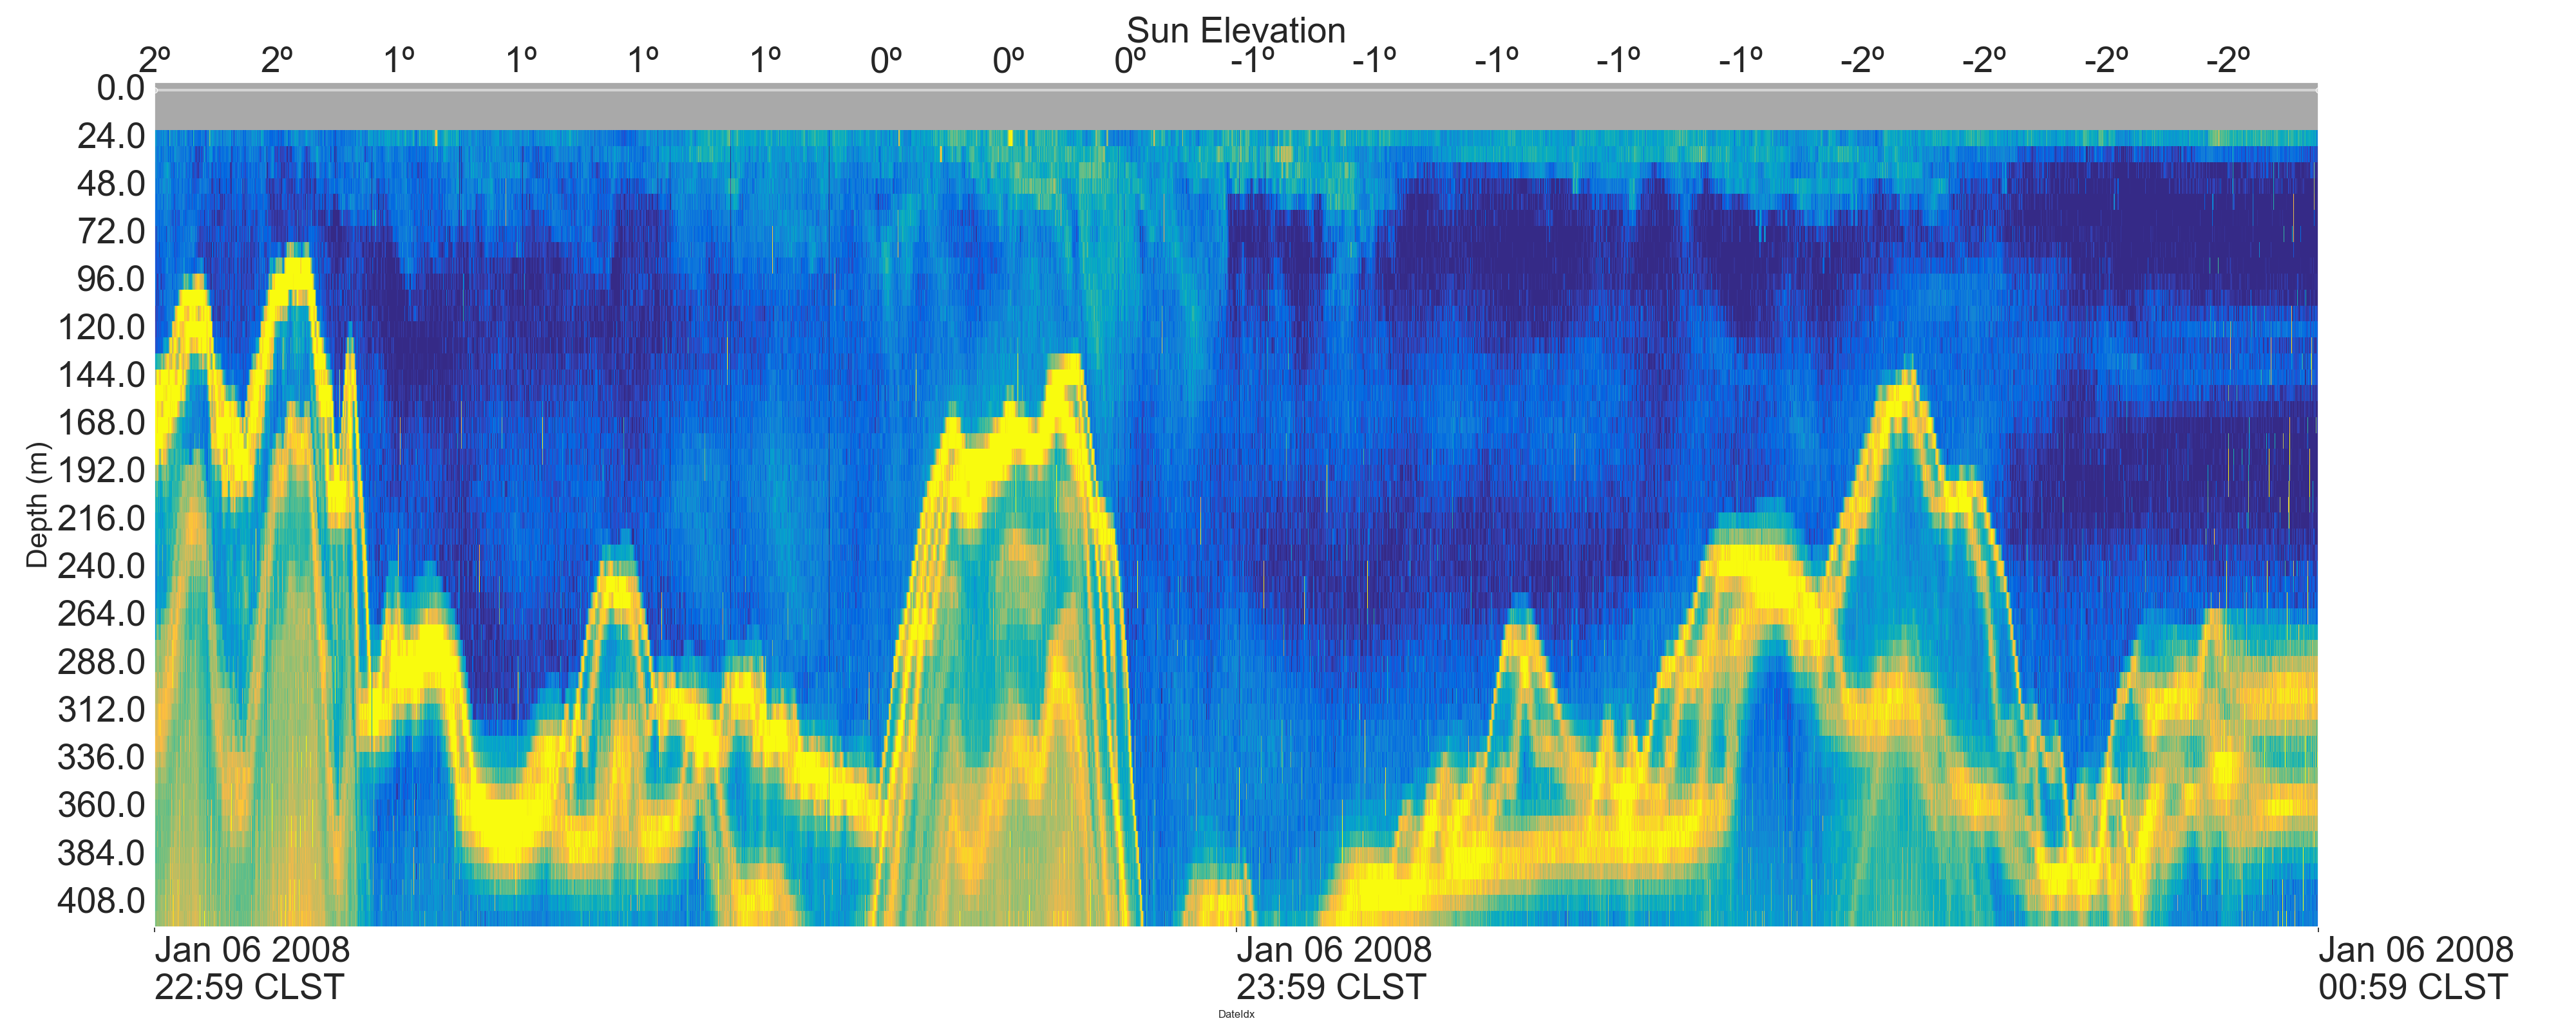 Sun Elevation
2º 2º 1º 1º 1º 1º 0º 0º 0º -1º -1º -1º -1º -1º -2º -2º -2º -2º
0.0
24.0
48.0
72.0
96.0
120.0
144.0
168.0
192.0
216.0
240.0
264.0
288.0
312.0
336.0
360.0
384.0
408.0
Depth (m)
Jan 06 2008
22:59 CLST
Jan 06 2008
23:59 CLST
Jan 06 2008
00:59 CLST
DateIdx